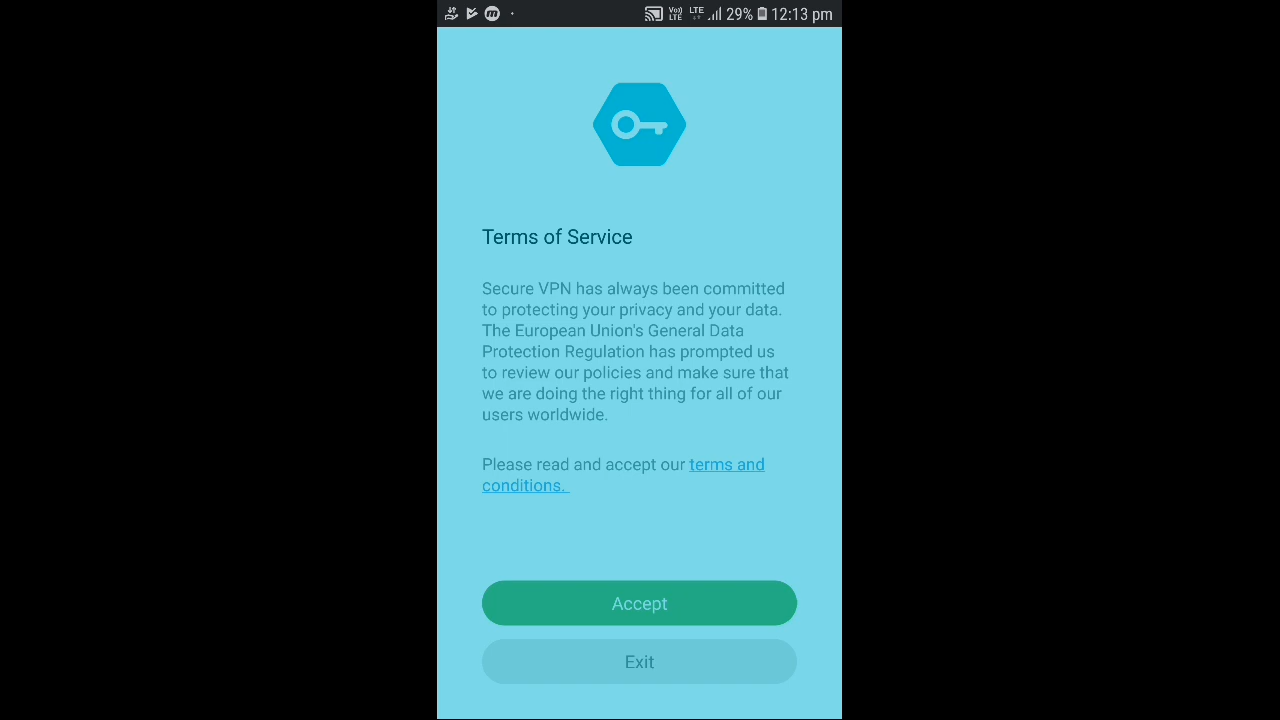 Vo)) LTE LTE 29% 12:13 pm
Terms of Service
Secure VPN has always been committed
to protecting your privacy and your data.
The European Union's General Data
Protection Regulation has prompted us
to review our policies and make sure that
we are doing the right thing for all of our
users worldwide.
Please read and accept our terms and
conditions.
Accept
Exit